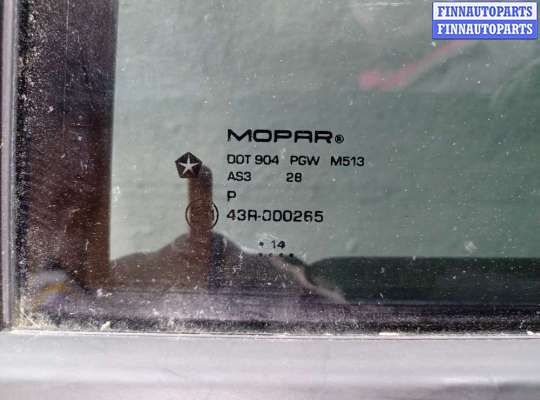 FINNAUTOPARTS
FINNAUTOPARTS
MOPAR®
DOT 904 PGW M513
AS3 28
P
43R-000265
14